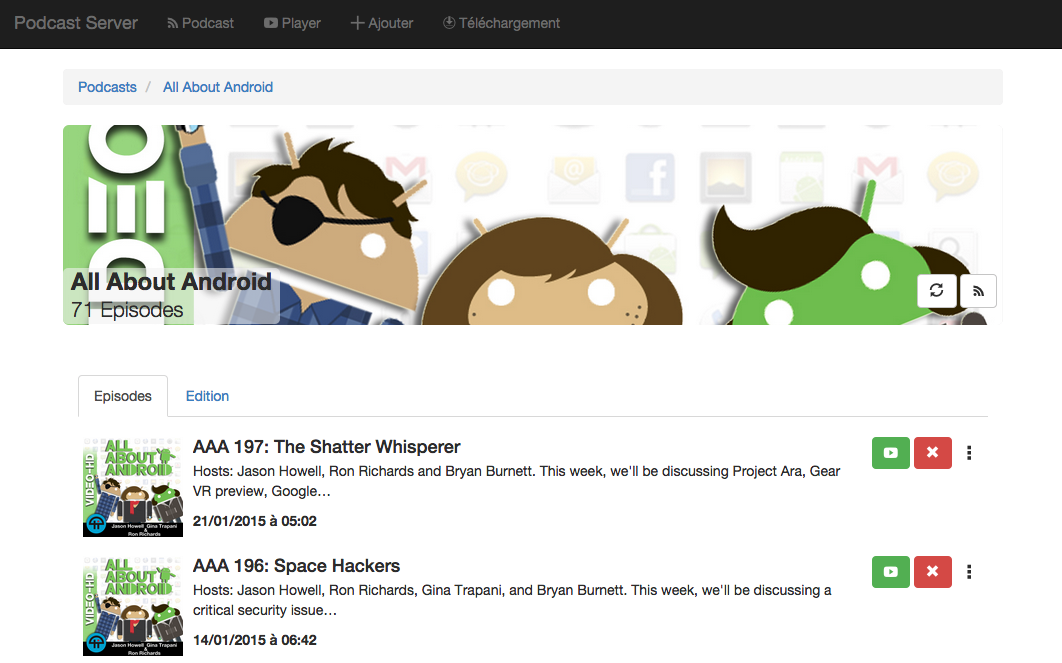 Podcast Server Podcast Player Ajouter Téléchargement
Podcasts / All About Android
DEO
All About Android
71 Episodes
Episodes Edition
AAA 197: The Shatter Whisperer
Hosts: Jason Howell, Ron Richards and Bryan Burnett. This week, we'll be discussing Project Ara, Gear
VR preview, Google…
21/01/2015 à 05:02
ALL
ABOUT
ANDROID
VIDEO-HD
Jason Howell, Gina Trapani
&
Ron Richards
AAA 196: Space Hackers
Hosts: Jason Howell, Ron Richards, Gina Trapani, and Bryan Burnett. This week, we'll be discussing a
critical security issue…
14/01/2015 à 06:42
ALL
ABOUT
ANDROID
VIDEO-HD
Jason Howell, Gina Trapani
&
Ron Richards